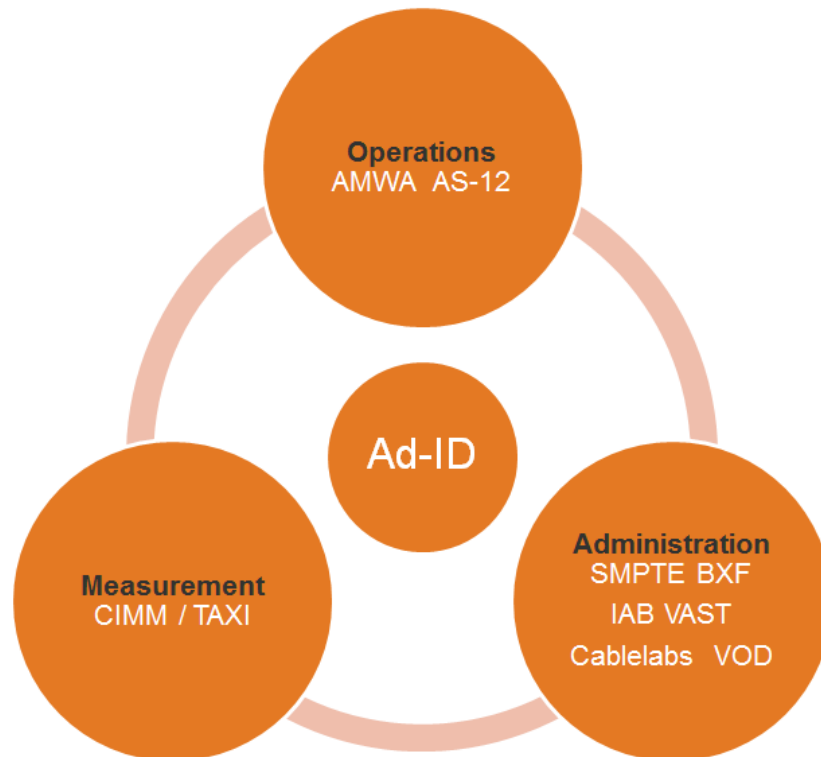 Operations
AMWA AS-12
Ad-ID
Measurement
CIMM / TAXI
Administration
SMPTE BXF
IAB VAST
Cablelabs VOD